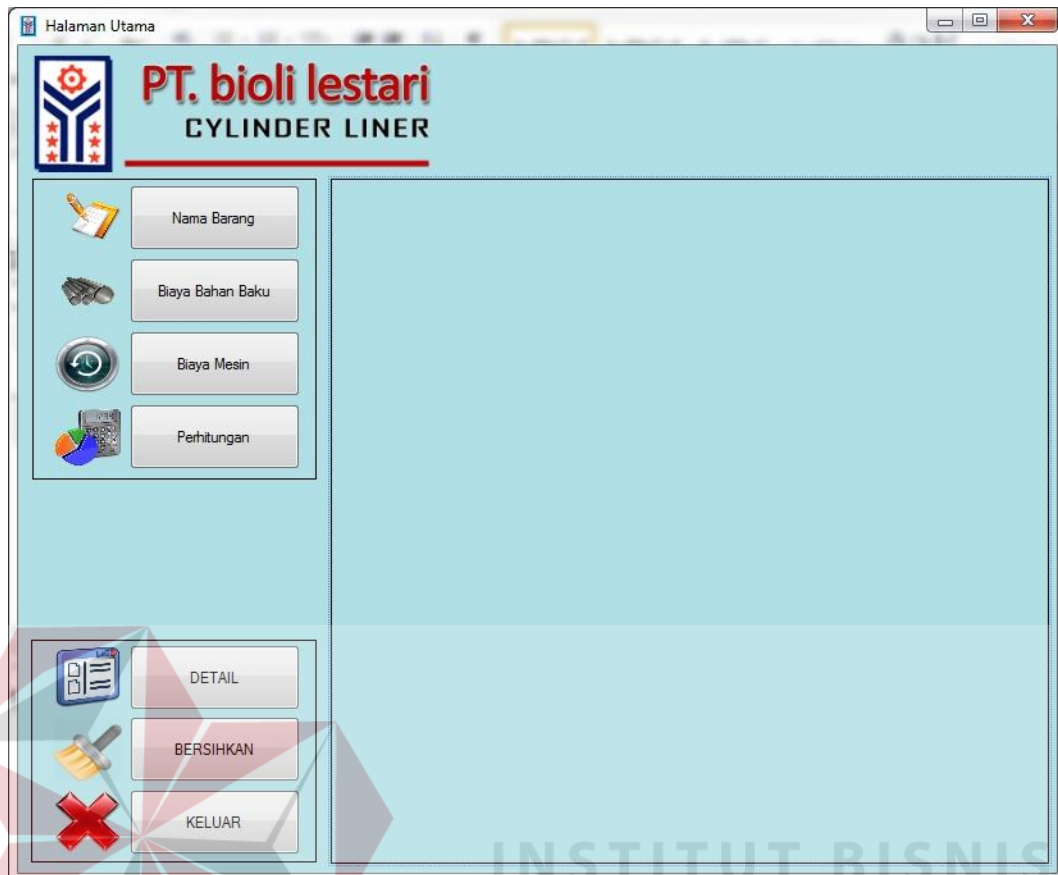 Halaman Utama
PT. bioli lestari
CYLINDER LINER
Nama Barang
Biaya Bahan Baku
Biaya Mesin
Perhitungan
DETAIL
BERSIHKAN
KELUAR
INSTITUT BISNIS